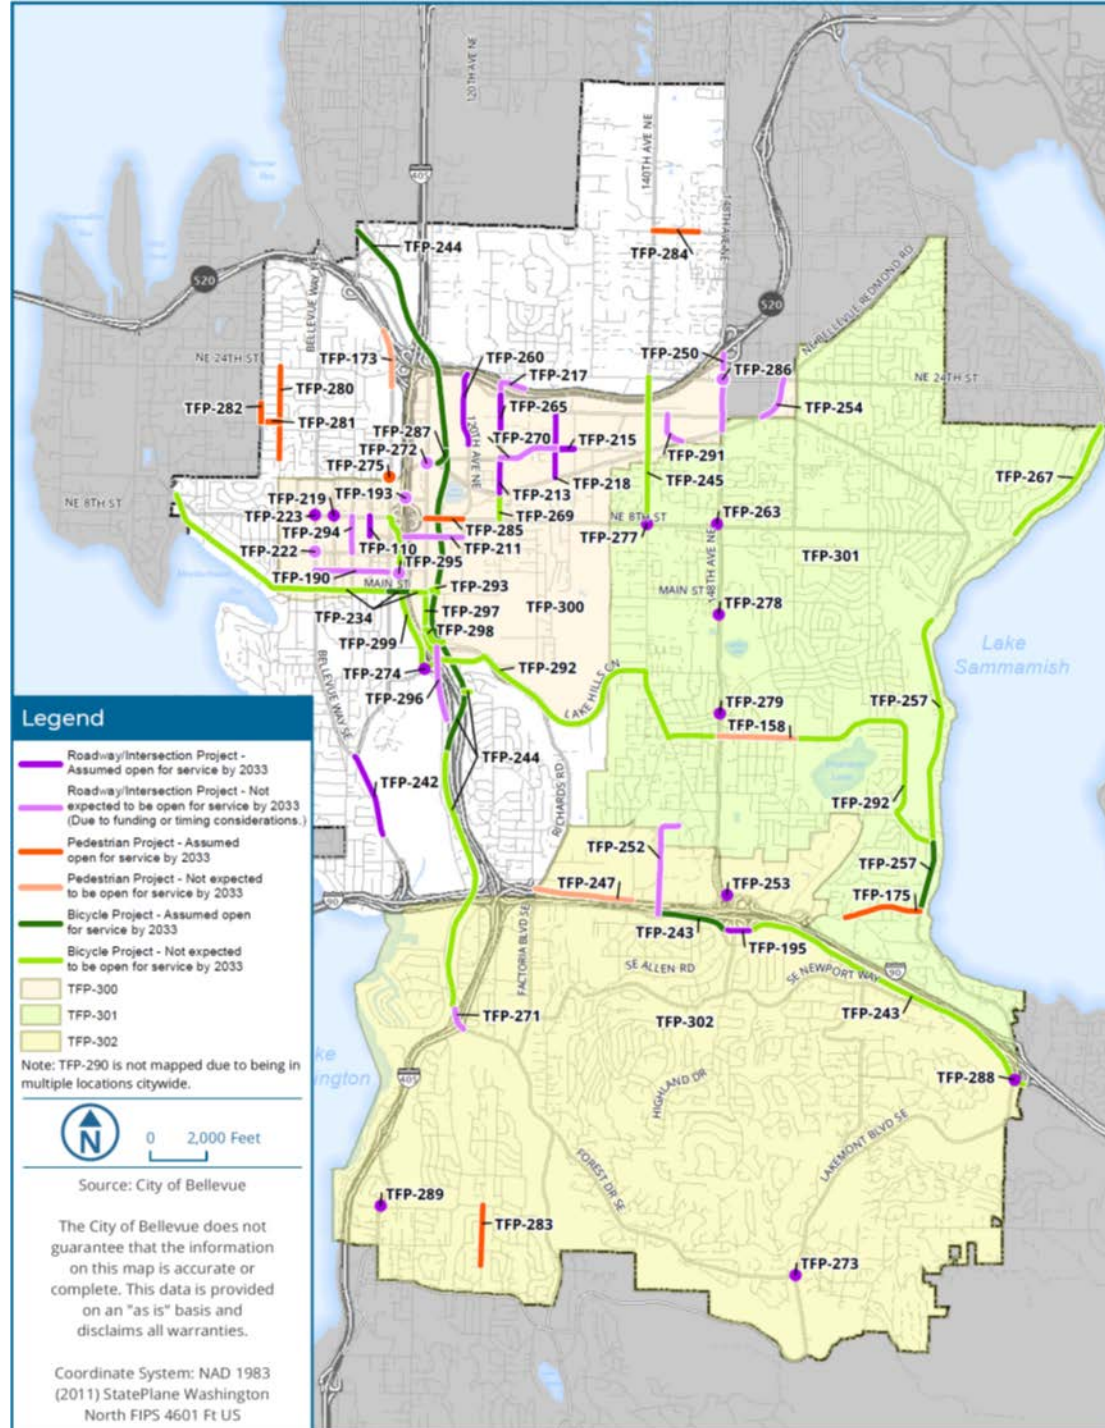 120TH AVE NE
405
140TH AVE NE
148TH AVE NE
TFP-244
TFP-284
520
520
BELLEVUE WAY NE
NE BELLEVUE REDMOND RD
NE 24TH ST
TFP-173
TFP-260
TFP-250
TFP-217
TFP-286
NE 24TH ST
TFP-280
TFP-282
TFP-265
TFP-254
TFP-281
TFP-287
120TH AVE NE
TFP-270
TFP-215
TFP-272
TFP-291
TFP-275
TFP-245
TFP-267
TFP-219
TFP-193
TFP-213
TFP-218
NE 8TH ST
TFP-223
TFP-269
NE 8TH ST
TFP-263
TFP-294
TFP-285
TFP-277
TFP-222
TFP-110
TFP-211
148TH AVE NE
TFP-301
TFP-295
TFP-190
MAIN ST
TFP-293
MAIN ST
TFP-234
TFP-297
TFP-300
TFP-278
TFP-299
TFP-298
Lake
Sammamish
TFP-274
TFP-292
BELLEVUE WAY SE
TFP-296
LAKE HILLS CN
TFP-279
TFP-257
TFP-158
TFP-244
TFP-242
RICHARDS RD
TFP-292
TFP-252
TFP-257
90
TFP-247
TFP-253
TFP-175
FACTORIA BLVD SE
TFP-243
TFP-195
SE ALLEN RD
SE NEWPORT WAY
90
TFP-243
TFP-271
TFP-302
405
HIGHLAND DR
TFP-288
LAKEMONT BLVD SE
FOREST DR SE
TFP-289
TFP-283
TFP-273
ke
ington
Legend
Roadway/Intersection Project -
Assumed open for service by 2033
Roadway/Intersection Project - Not
expected to be open for service by 2033
(Due to funding or timing considerations.)
Pedestrian Project - Assumed
open for service by 2033
Pedestrian Project - Not expected
to be open for service by 2033
Bicycle Project - Assumed open
for service by 2033
Bicycle Project - Not expected
to be open for service by 2033
TFP-300
TFP-301
TFP-302
Note: TFP-290 is not mapped due to being in
multiple locations citywide.
N
0 2,000 Feet
Source: City of Bellevue
The City of Bellevue does not
guarantee that the information
on this map is accurate or
complete. This data is provided
on an "as is" basis and
disclaims all warranties.
Coordinate System: NAD 1983
(2011) StatePlane Washington
North FIPS 4601 Ft US